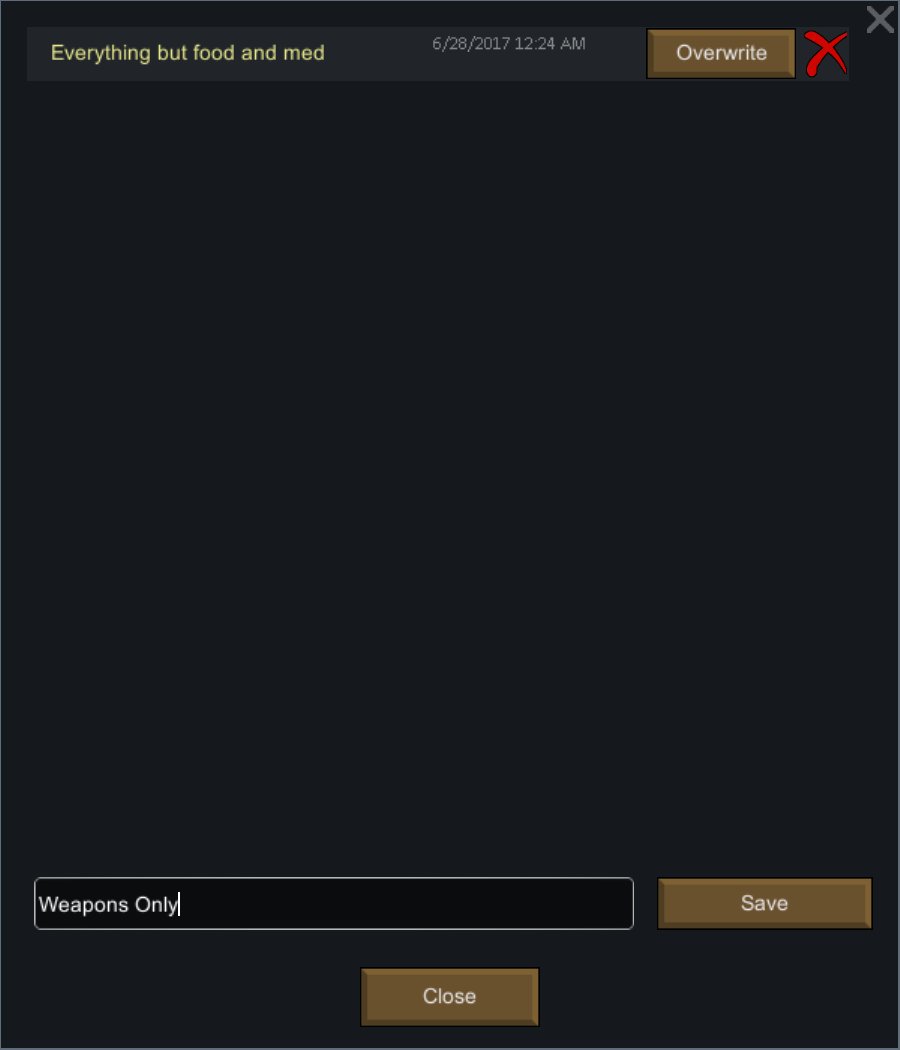 Everything but food and med
6/28/2017 12:24 AM
Overwrite
Weapons Only
Save
Close